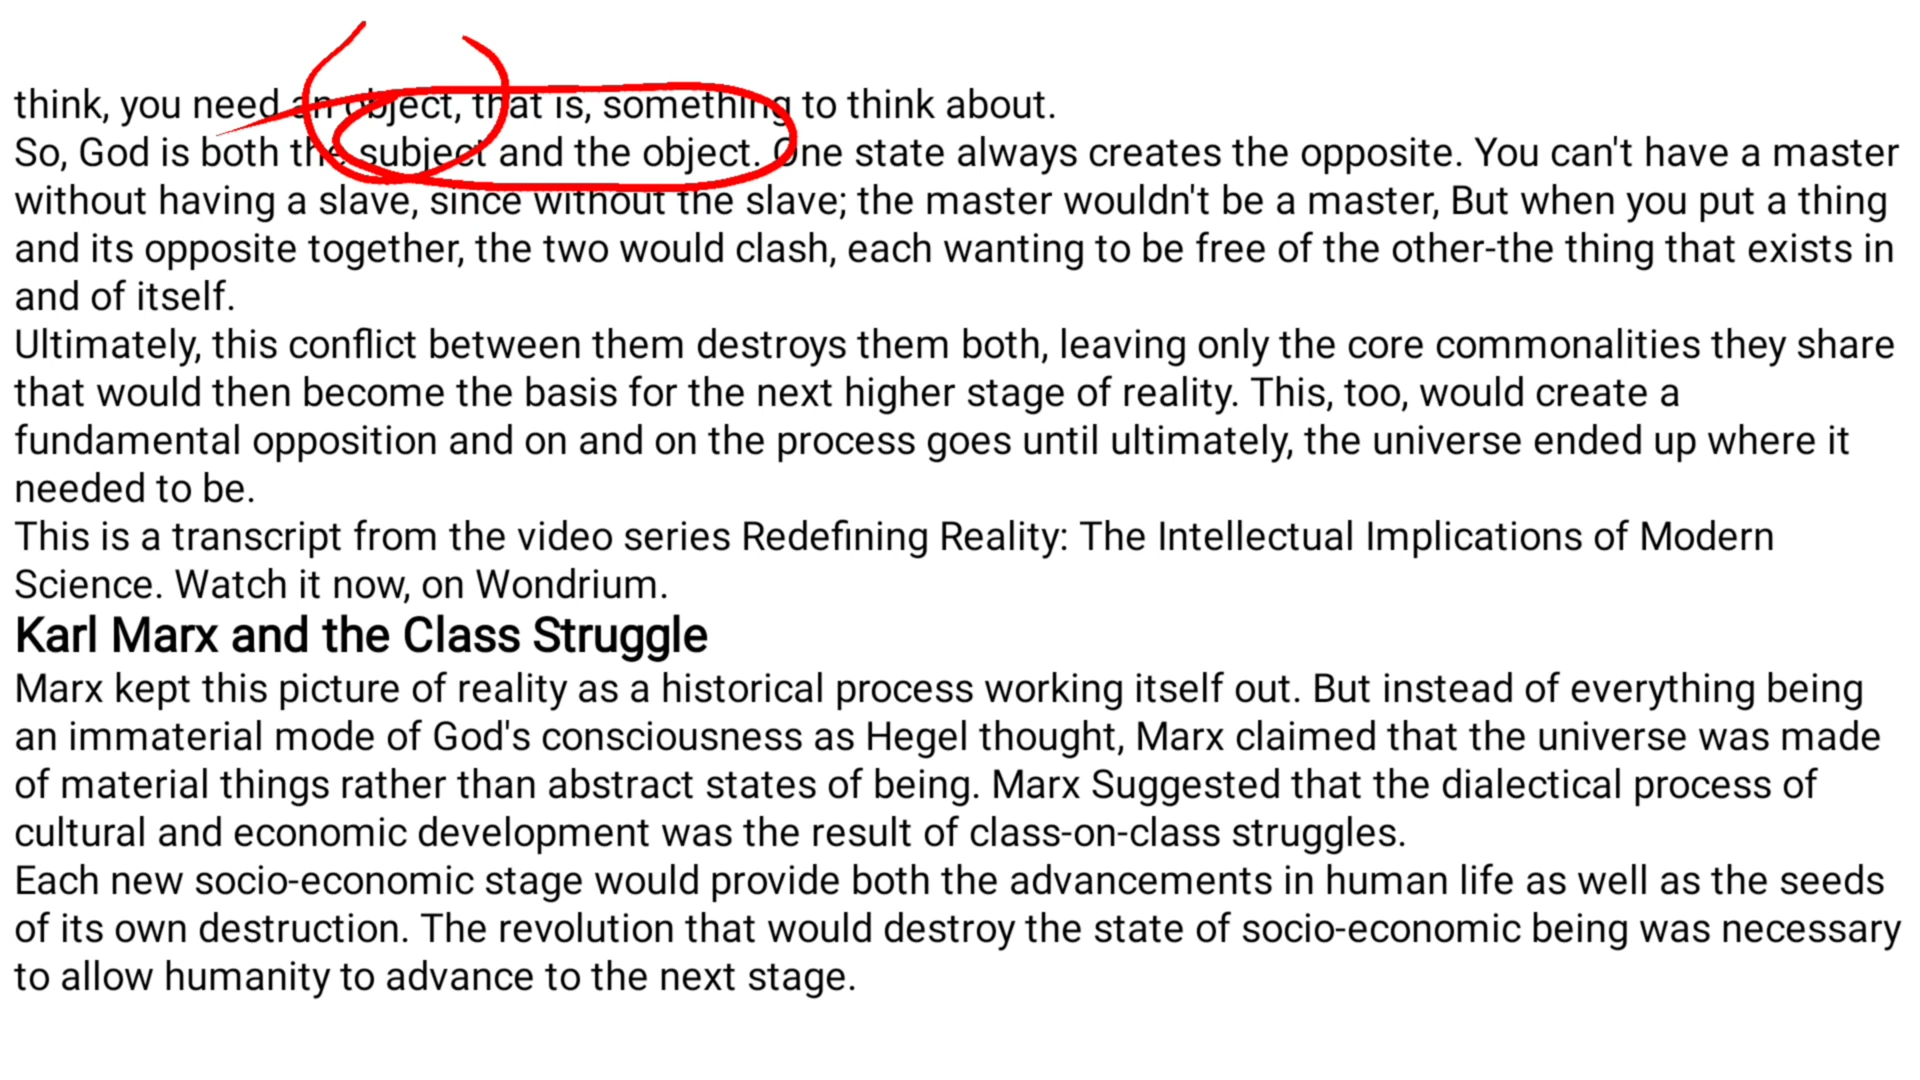 think, you need an object, that is, something to think about.
So, God is both the subject and the object. One state always creates the opposite. You can't have a master
without having a slave, since without the slave; the master wouldn't be a master, But when you put a thing
and its opposite together, the two would clash, each wanting to be free of the other-the thing that exists in
and of itself.
Ultimately, this conflict between them destroys them both, leaving only the core commonalities they share
that would then become the basis for the next higher stage of reality. This, too, would create a
fundamental opposition and on and on the process goes until ultimately, the universe ended up where it
needed to be.
This is a transcript from the video series Redefining Reality: The Intellectual Implications of Modern
Science. Watch it now, on Wondrium.
Karl Marx and the Class Struggle
Marx kept this picture of reality as a historical process working itself out. But instead of everything being
an immaterial mode of God's consciousness as Hegel thought, Marx claimed that the universe was made
of material things rather than abstract states of being. Marx Suggested that the dialectical process of
cultural and economic development was the result of class-on-class struggles.
Each new socio-economic stage would provide both the advancements in human life as well as the seeds
of its own destruction. The revolution that would destroy the state of socio-economic being was necessary
to allow humanity to advance to the next stage.